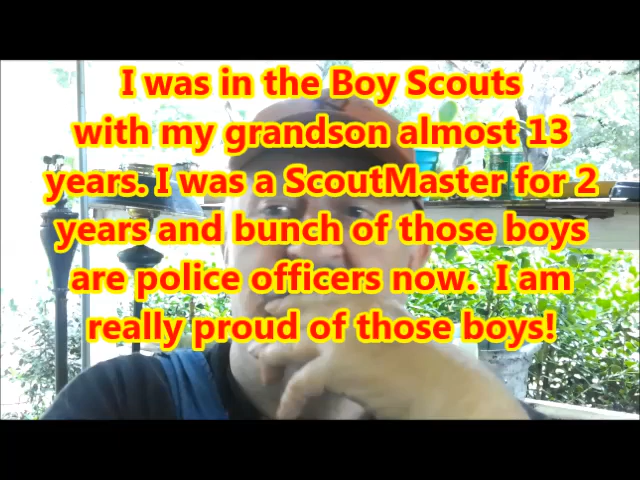 I was in the Boy Scouts
with my grandson almost 13
years. I was a ScoutMaster for 2
years and bunch of those boys
are police officers now.  I am
really proud of those boys!